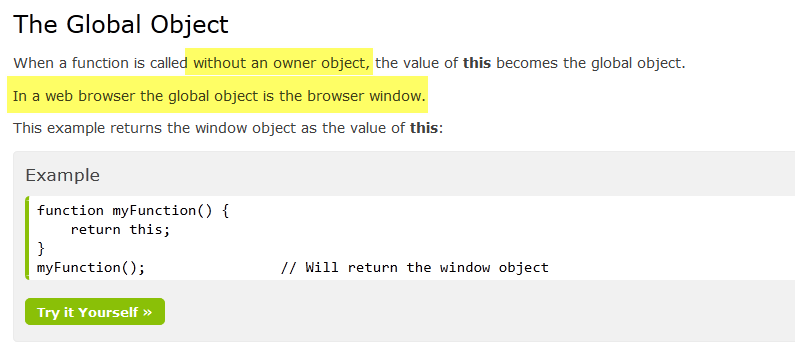 The Global Object
When a function is called without an owner object, the value of this becomes the global object.
In a web browser the global object is the browser window.
This example returns the window object as the value of this:
Example
function myFunction() {
    return this;
}
myFunction();                // Will return the window object
Try it Yourself »